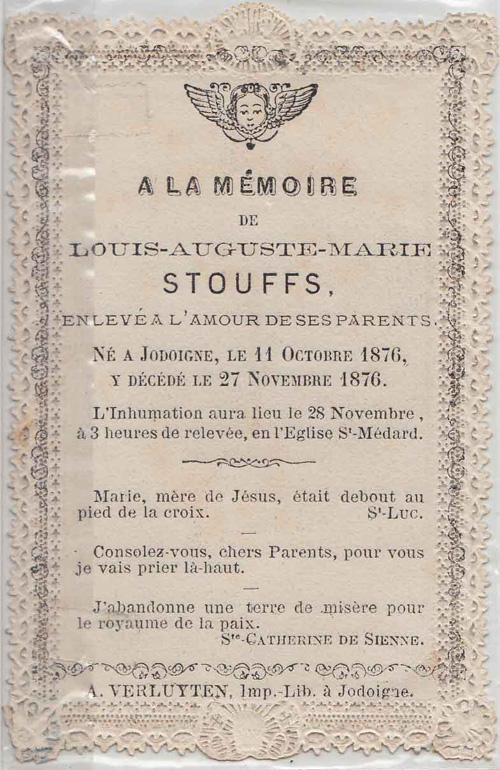 A LA MÉMOIRE
DE
LOUIS-AUGUSTE-MARIE
STOUFFS,
ENLEVÉ A L'AMOUR DE SES PARENTS.
NÉ A JODOIGNE, LE 11 OCTOBRE 1876,
Y DÉCÉDÉ LE 27 NOVEMBRE 1876.
L'Inhumation aura lieu le 28 Novembre,
à 3 heures de relevée, en l'Eglise St-Médard.
Marie, mère de Jésus, était debout au
pied de la croix. St-LUC.
Consolez-vous, chers Parents, pour vous
je vais prier là-haut.
J'abandonne une terre de misère pour
le royaume de la paix.
Ste-CATHERINE DE SIENNE.
A. VERLUYTEN, Imp.-Lib. à Jodoigne.